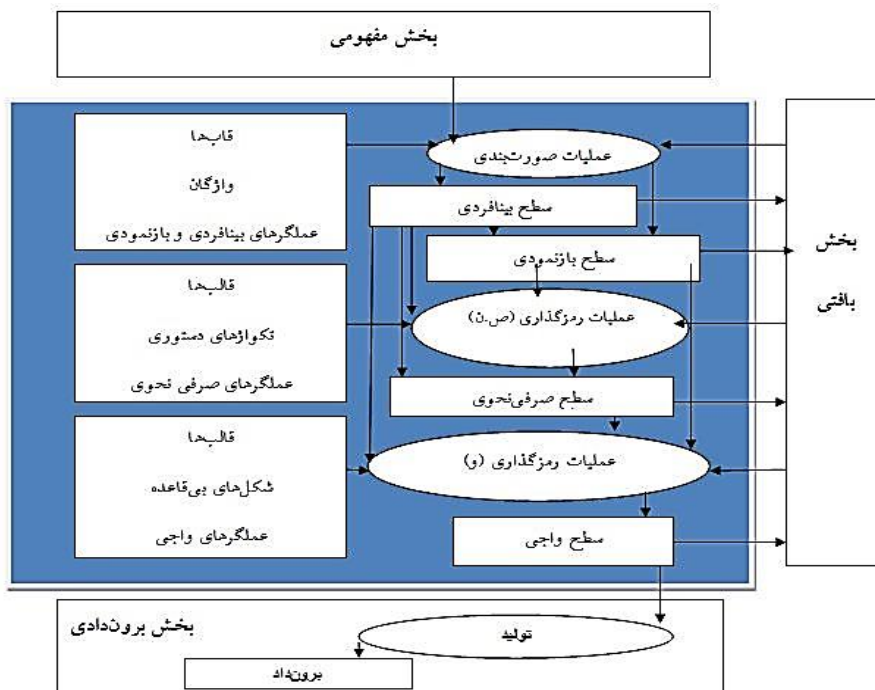 بخش مفهومی
قاب‌ها
واژگان
عملگرهای بینافردی و بازنمودی
عملیات صورت‌بندی
سطح بینافردی
سطح بازنمودی
بخش
بافتی
قالب‌ها
تکواژهای دستوری
عملگرهای صرفی نحوی
عملیات رمزگذاری (ص.ن)
سطح صرفی‌نحوی
قالب‌ها
شکل‌های بی‌قاعده
عملگرهای واجی
عملیات رمزگذاری (و)
سطح واجی
بخش برون‌دادی
تولید
برون‌داد